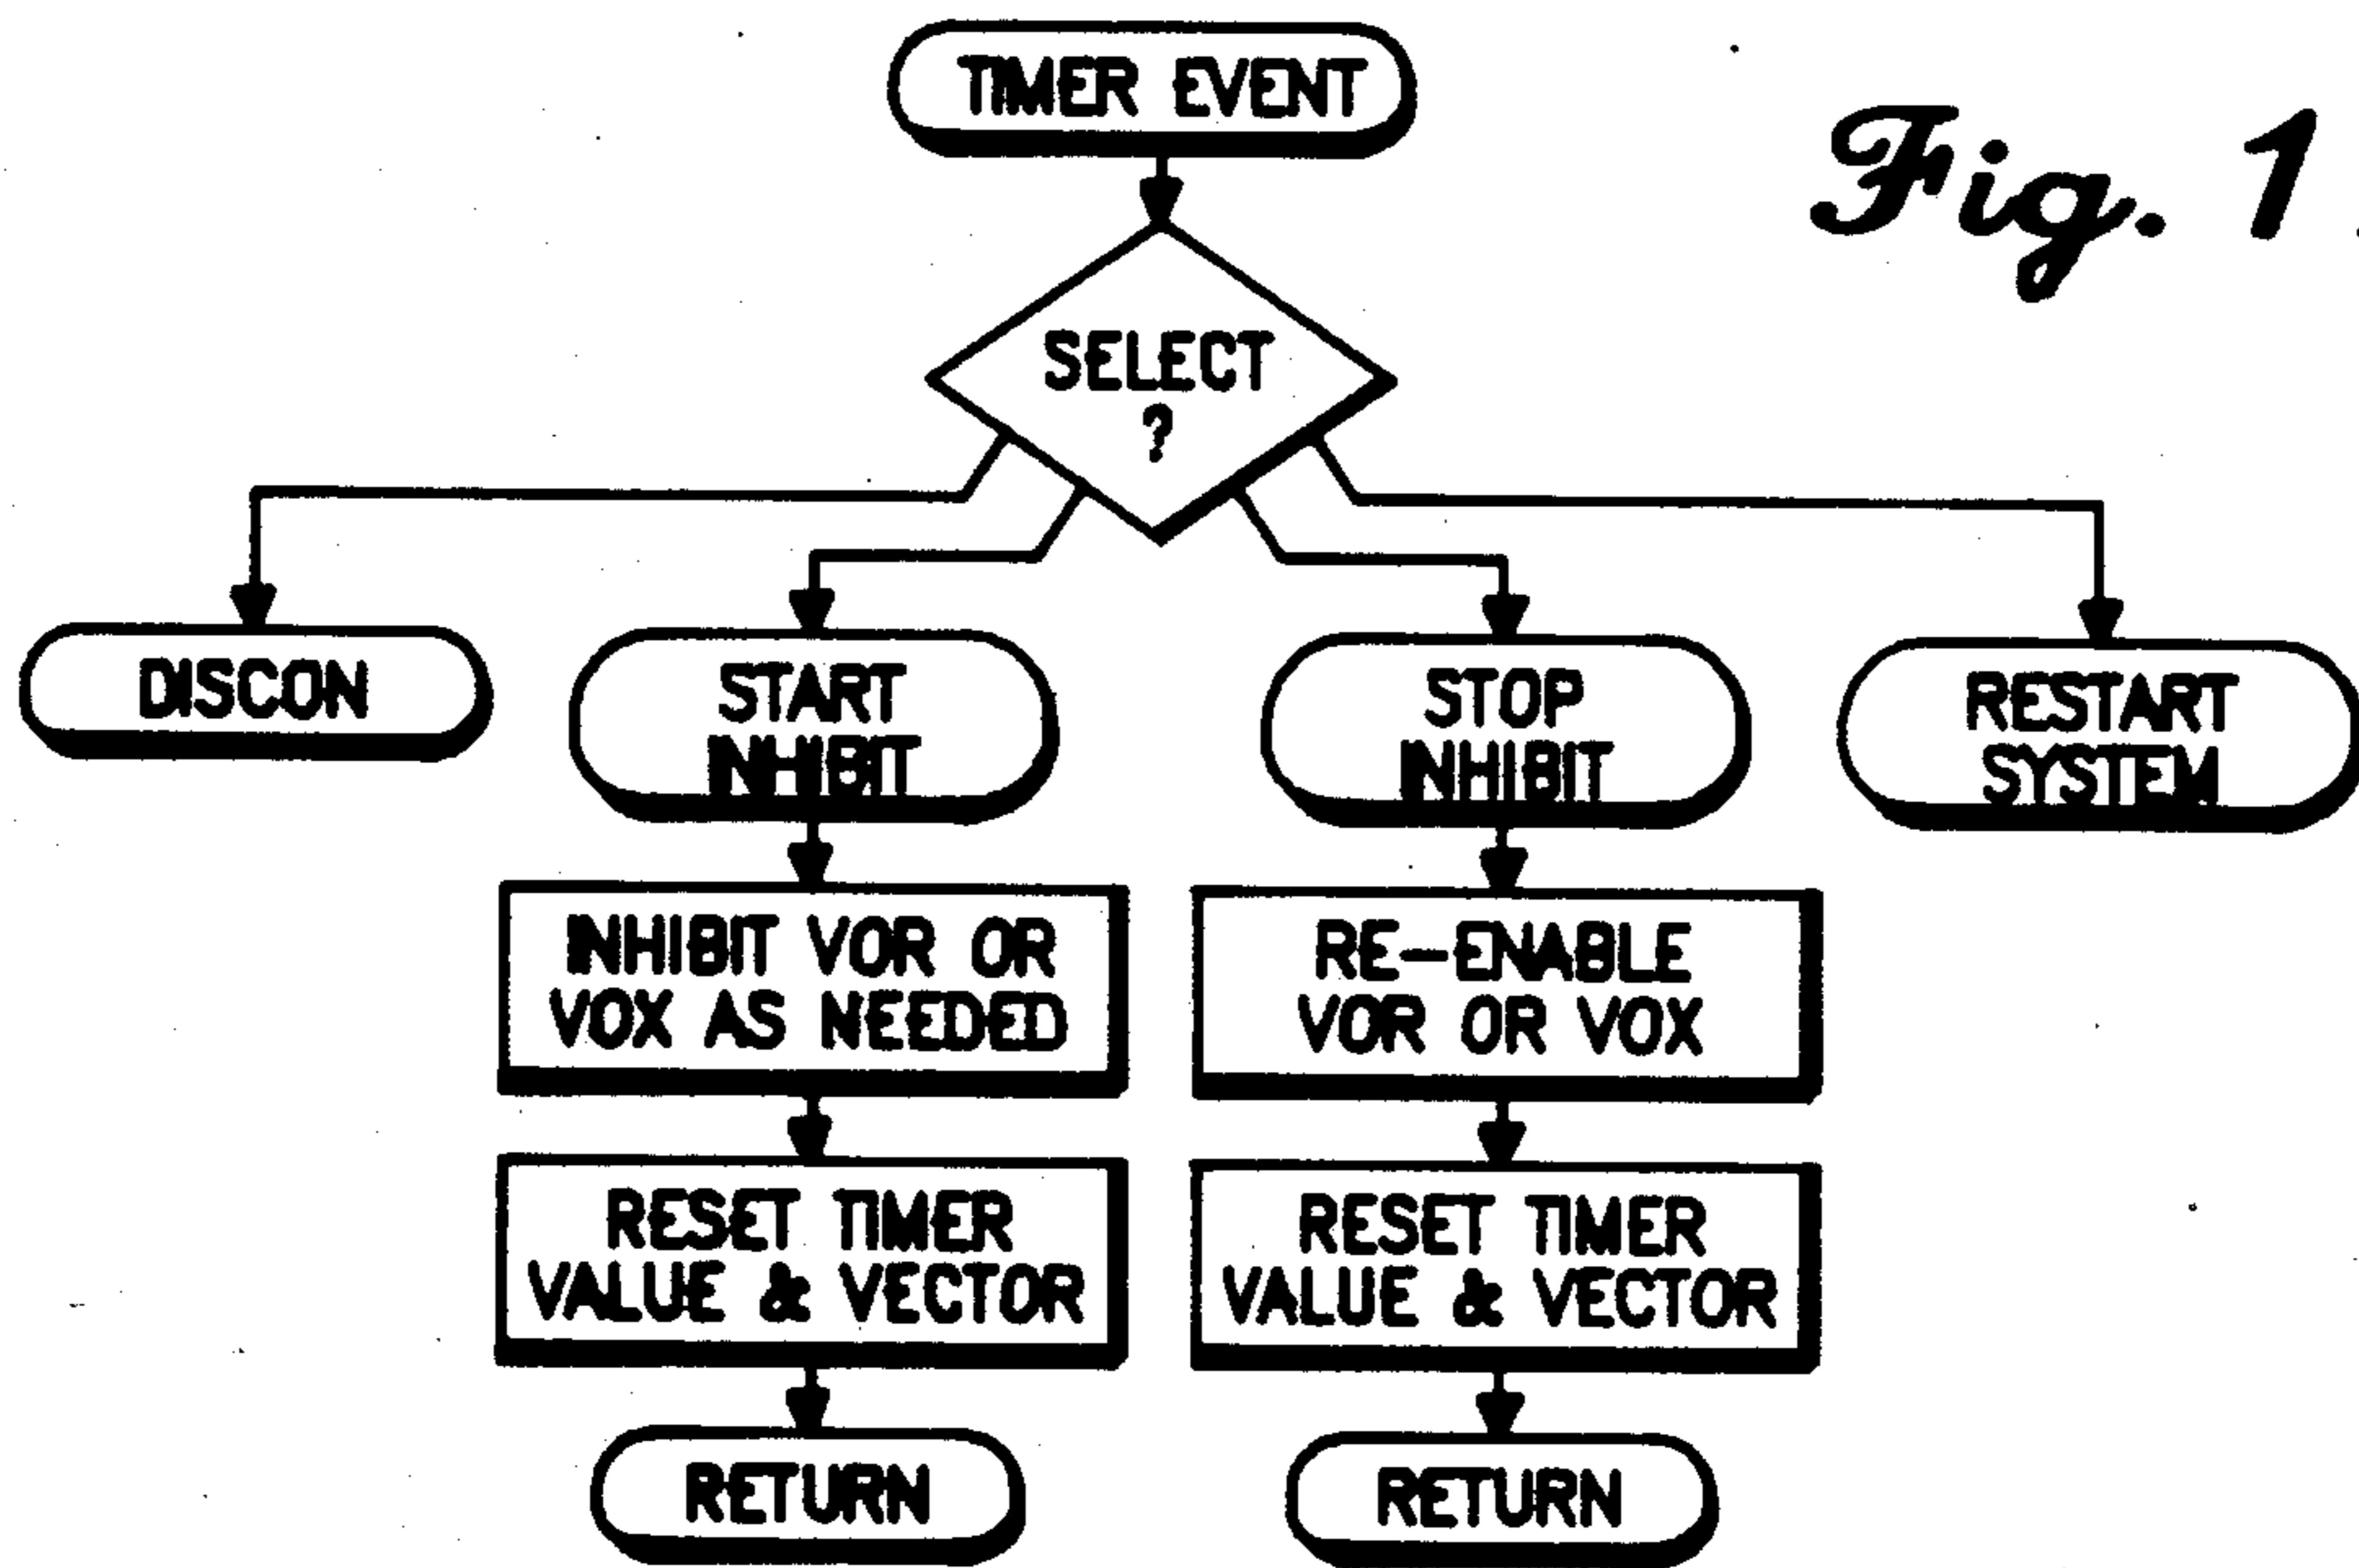 TIMER EVENT
Fig. 1
SELECT
?
DISCON
START
INHIBIT
STOP
INHIBIT
RESTART
SYSTEM
INHIBIT VOR OR
VOX AS NEEDED
RE-ENABLE
VOR OR VOX
RESET TIMER
VALUE & VECTOR
RESET TIMER
VALUE & VECTOR
RETURN
RETURN